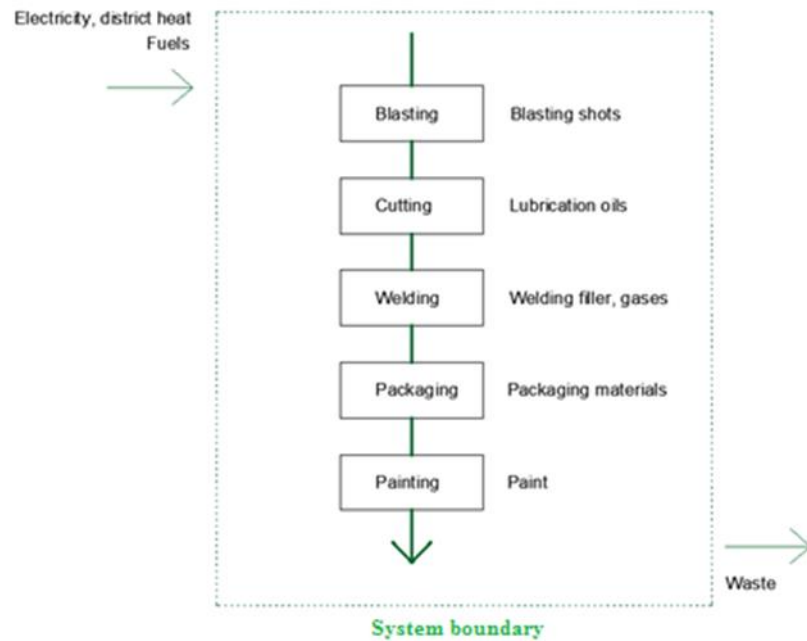 Electricity, district heat
Fuels
Blasting
Blasting shots
Cutting
Lubrication oils
Welding
Welding filler, gases
Packaging
Packaging materials
Painting
Paint
Waste
System boundary